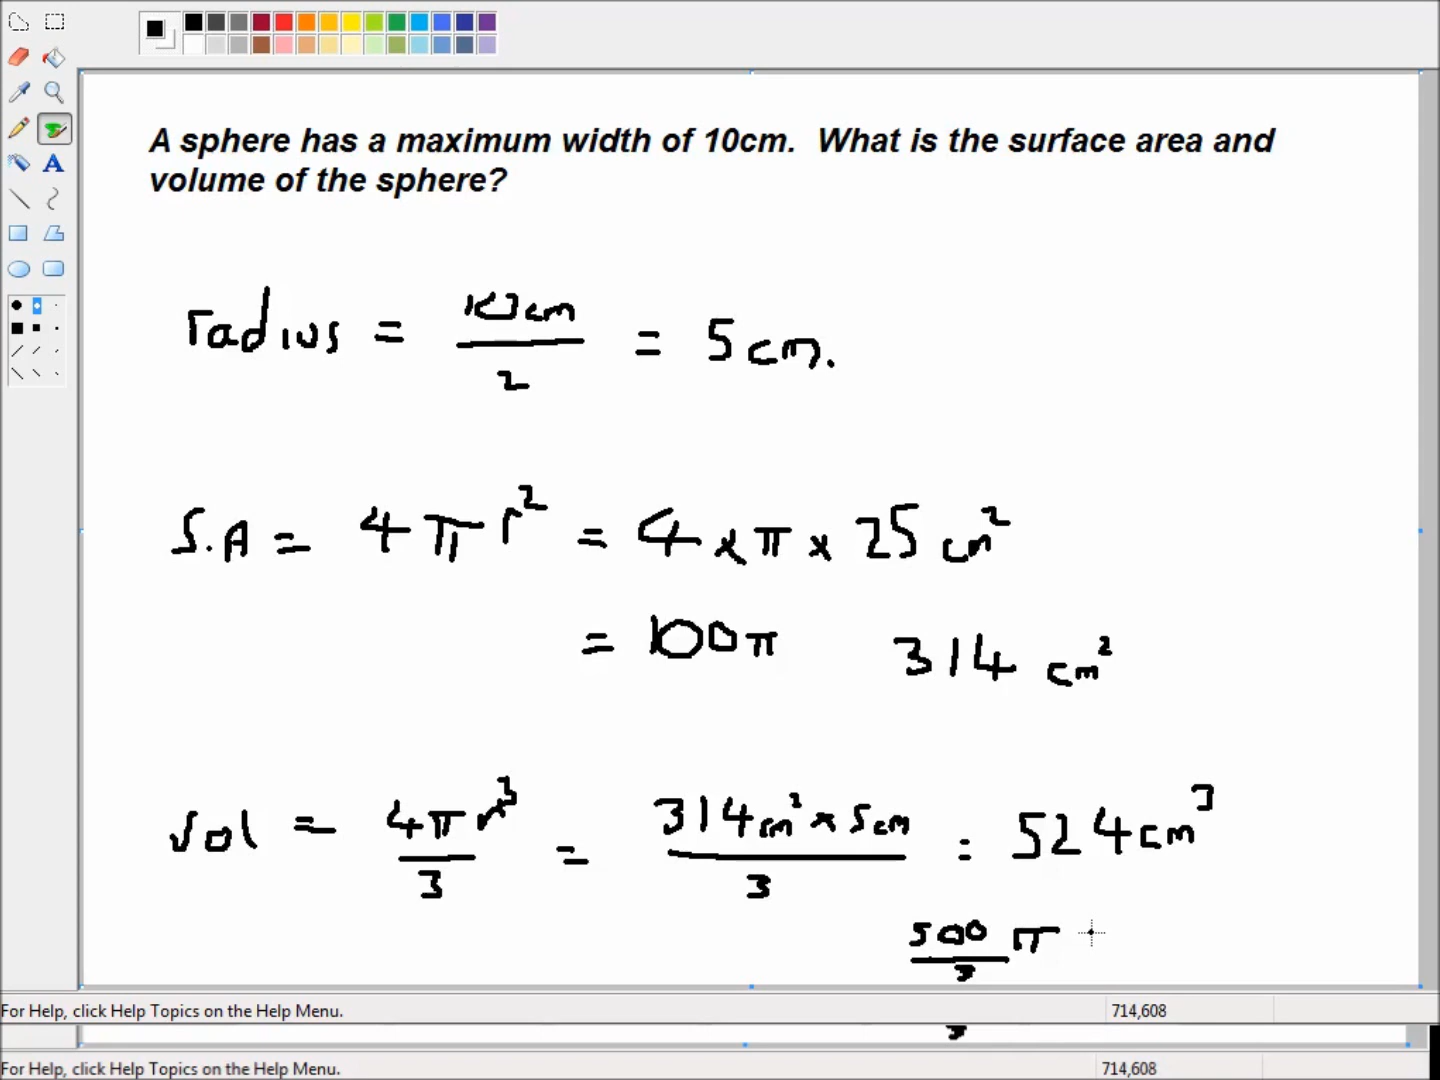 A sphere has a maximum width of 10cm. What is the surface area and
volume of the sphere?
radius = 10cm/2 = 5cm.
S.A = 4πr² = 4 × π × 25 cm²
= 100π 314 cm²
Vol = 4πr³/3 = 314cm² × 5cm/3 = 524cm³
500/3 π
For Help, click Help Topics on the Help Menu. 714,608
3
For Help, click Help Topics on the Help Menu. 714,608